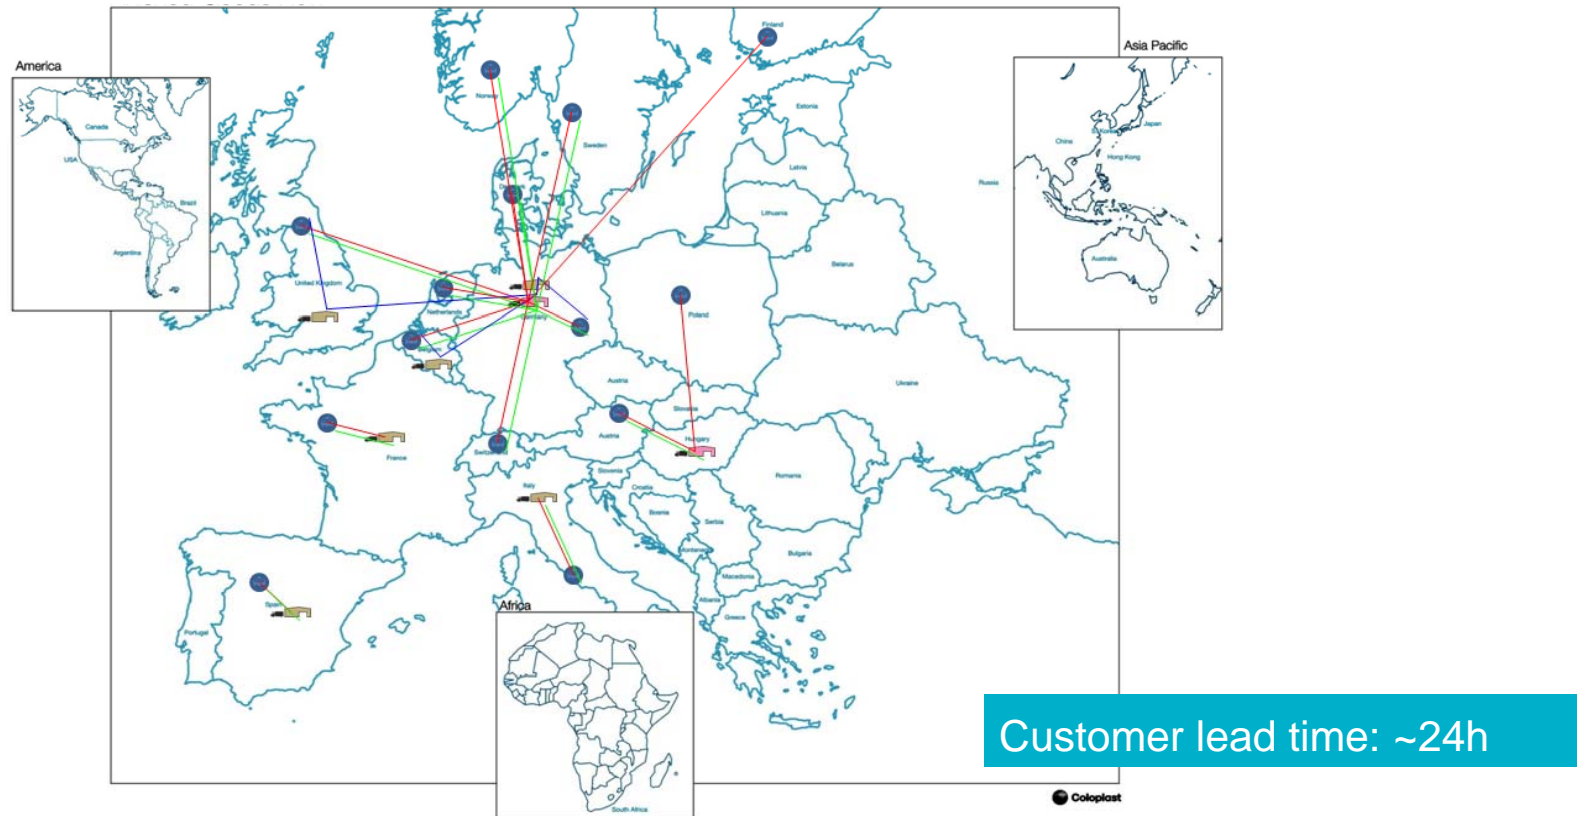 America
Canada
USA
Brazil
Argentina
Finland
Norway
Estonia
Sweden
Latvia
Russia
Lithuania
Belarus
United Kingdom
Netherlands
Germany
Poland
Belgium
Ukraine
Austria
Slovakia
Austria
Hungary
France
Switzerland
Slovenia
Romania
Italy
Croatia
Bosnia
Serbia
Montenegro
Bulgaria
Macedonia
Albania
Greece
Spain
Portugal
Asia Pacific
Japan
S. Korea
China
Hong Kong
Australia
Africa
South Africa
Customer lead time: ~24h
Coloplast